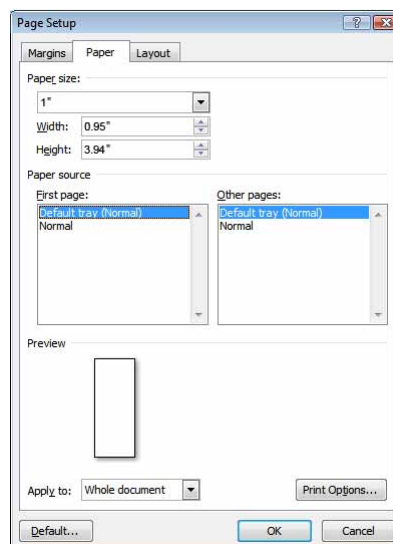 Page Setup
Margins Paper Layout
Paper size:
1"
Width: 0.95"
Height: 3.94"
Paper source
First page: Other pages:
Default tray (Normal) Default tray (Normal)
Normal Normal
Preview
Apply to: Whole document Print Options...
Default... OK Cancel